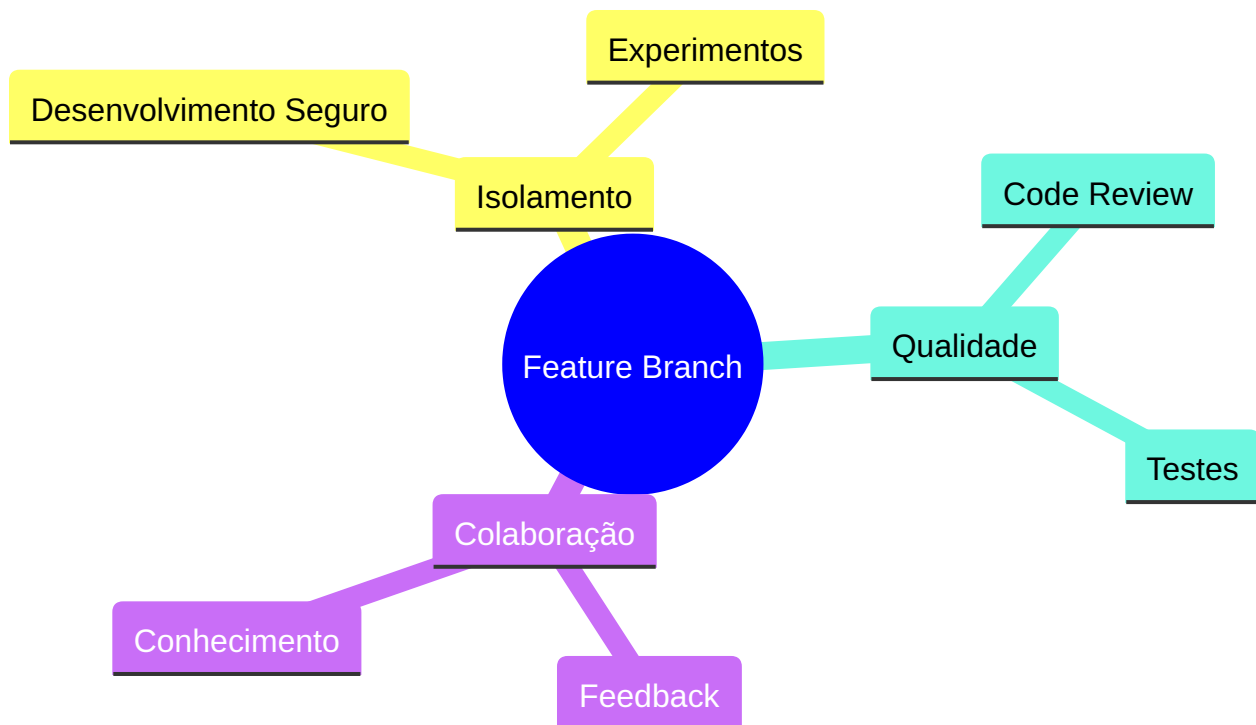 Experimentos
Desenvolvimento Seguro
Isolamento
Code Review
Qualidade
Feature Branch
Testes
Colaboração
Conhecimento
Feedback